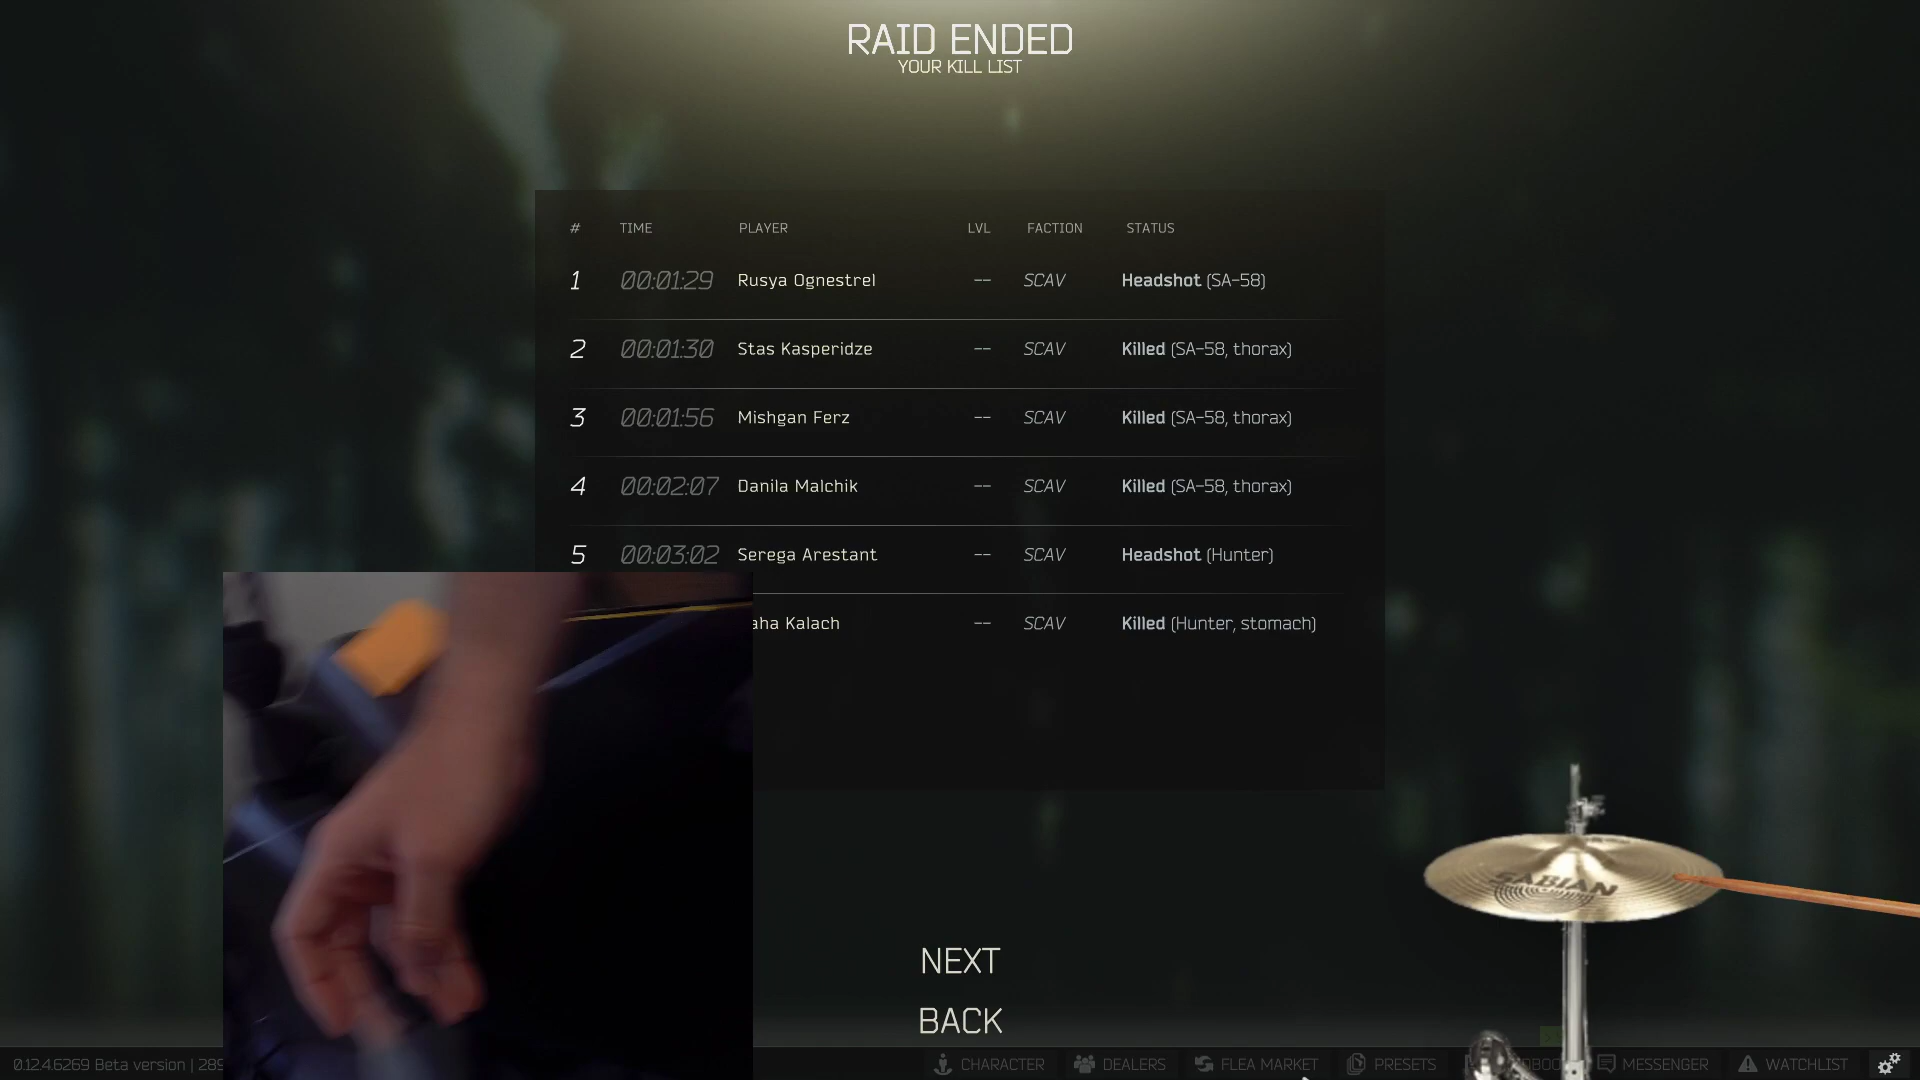 RAID ENDED
YOUR KILL LIST
# TIME PLAYER LVL FACTION STATUS
1 00:01:29 Rusya Ognestrel -- SCAV Headshot (SA-58)
2 00:01:30 Stas Kasperidze -- SCAV Killed (SA-58, thorax)
3 00:01:56 Mishgan Ferz -- SCAV Killed (SA-58, thorax)
4 00:02:07 Danila Malchik -- SCAV Killed (SA-58, thorax)
5 00:03:02 Serega Arestant -- SCAV Headshot (Hunter)
aha Kalach -- SCAV Killed (Hunter, stomach)
SABIAN
NEXT
BACK
0.12.4.6269 Beta version | 289 CHARACTER DEALERS FLEA MARKET PRESETS MESSENGER WATCHLIST